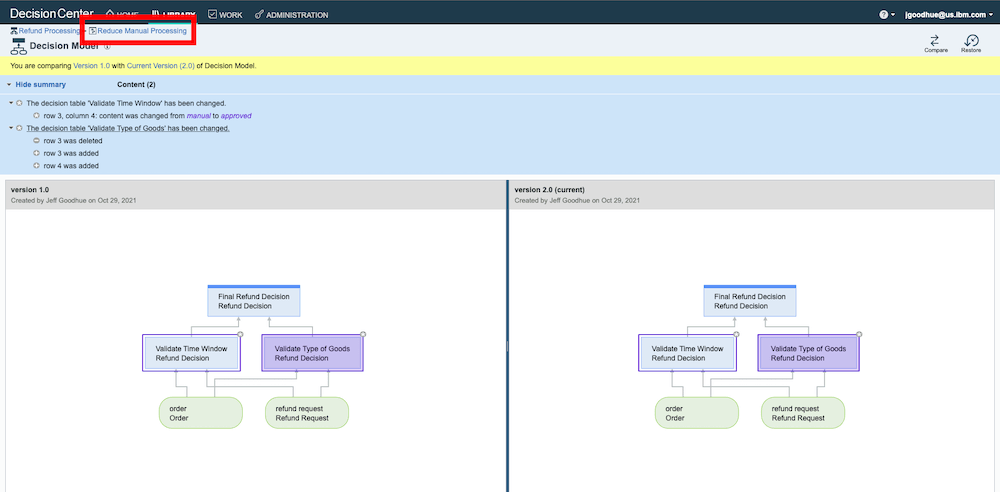 Decision Center HOME LIBRARY WORK ADMINISTRATION ? jgoodhue@us.ibm.com
Refund Processing Reduce Manual Processing
Decision Model
Compare Restore
You are comparing Version 1.0 with Current Version (2.0) of Decision Model.
Hide summary Content (2)
The decision table 'Validate Time Window' has been changed.
row 3, column 4: content was changed from manual to approved
The decision table 'Validate Type of Goods' has been changed.
row 3 was deleted
row 3 was added
row 4 was added
version 1.0
Created by Jeff Goodhue on Oct 29, 2021
Final Refund Decision
Refund Decision
Validate Time Window
Refund Decision
Validate Type of Goods
Refund Decision
order
Order
refund request
Refund Request
version 2.0 (current)
Created by Jeff Goodhue on Oct 29, 2021
Final Refund Decision
Refund Decision
Validate Time Window
Refund Decision
Validate Type of Goods
Refund Decision
order
Order
refund request
Refund Request